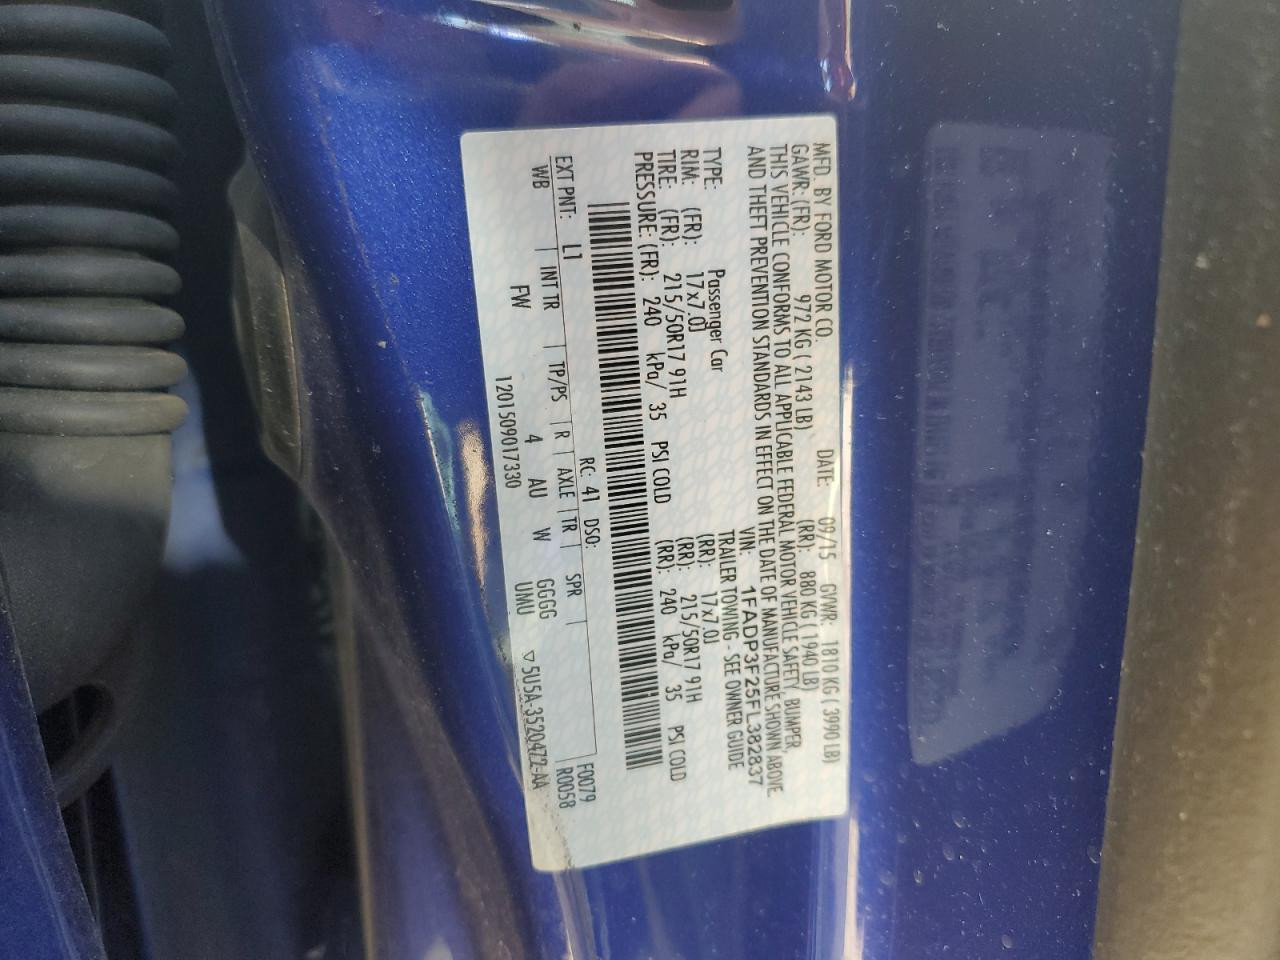 MFD. BY FORD MOTOR CO.
DATE: 09/15 GVWR: 1810 KG ( 3990 LB)
GAWR: (FR): 972 KG ( 2143 LB) (RR): 880 KG ( 1940 LB)
THIS VEHICLE CONFORMS TO ALL APPLICABLE FEDERAL MOTOR VEHICLE SAFETY, BUMPER,
AND THEFT PREVENTION STANDARDS IN EFFECT ON THE DATE OF MANUFACTURE SHOWN ABOVE.
VIN: 1FADP3F25FL382837
TYPE: Passenger Car TRAILER TOWING - SEE OWNER GUIDE
RIM: (FR): 17x7.0J (RR): 17x7.0J
TIRE: (FR): 215/50R17 91H (RR): 215/50R17 91H
PRESSURE: (FR): 240 kPa/ 35 PSI COLD (RR): 240 kPa/ 35 PSI COLD
F0079
R0058
EXT PNT: L1 RC: 41 DSO:
WB | INT TR | TP/PS | R | AXLE | TR | SPR |
FW 4 AU W GGGG
UMU
1201509017330 ▽5U5A-3520472-AA